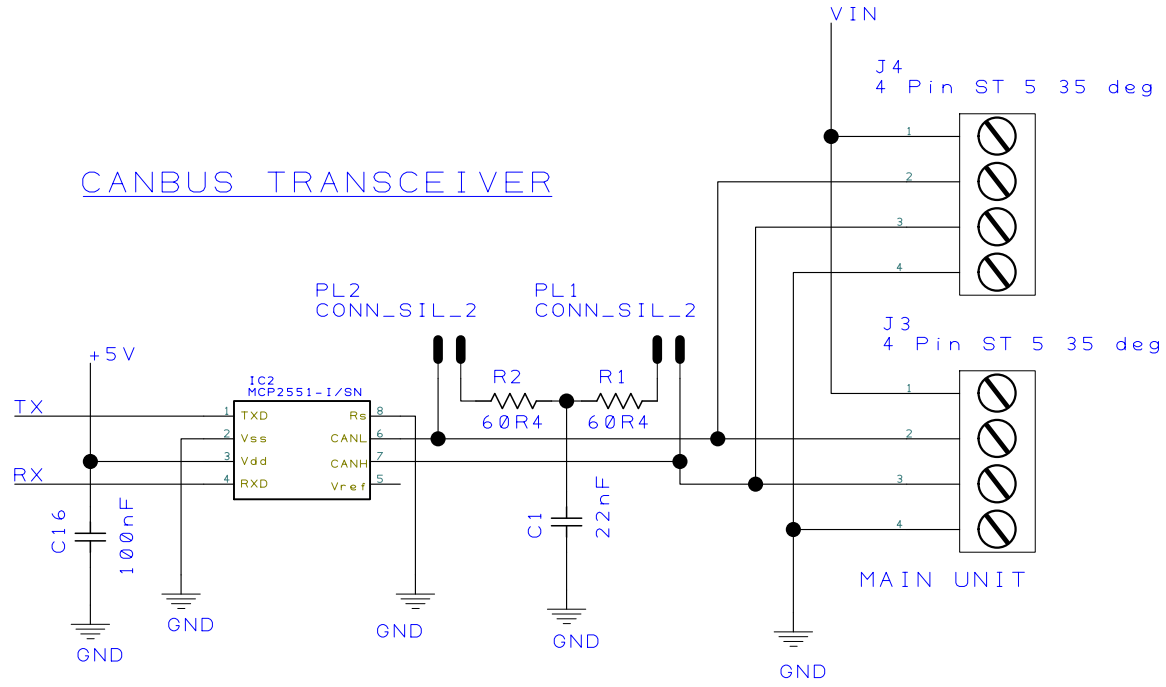 VIN
J4
4 Pin ST 5 35 deg
1
2
3
4
CANBUS TRANSCEIVER
PL2
CONN_SIL_2
PL1
CONN_SIL_2
J3
4 Pin ST 5 35 deg
1
2
3
4
MAIN UNIT
+5V
IC2
MCP2551-I/SN
R2
60R4
R1
60R4
TX
RX
1 TXD
2 Vss
3 Vdd
4 RXD
Rs 8
CANL 6
CANH 7
Vref 5
C16
100nF
C1
22nF
GND
GND
GND
GND
GND